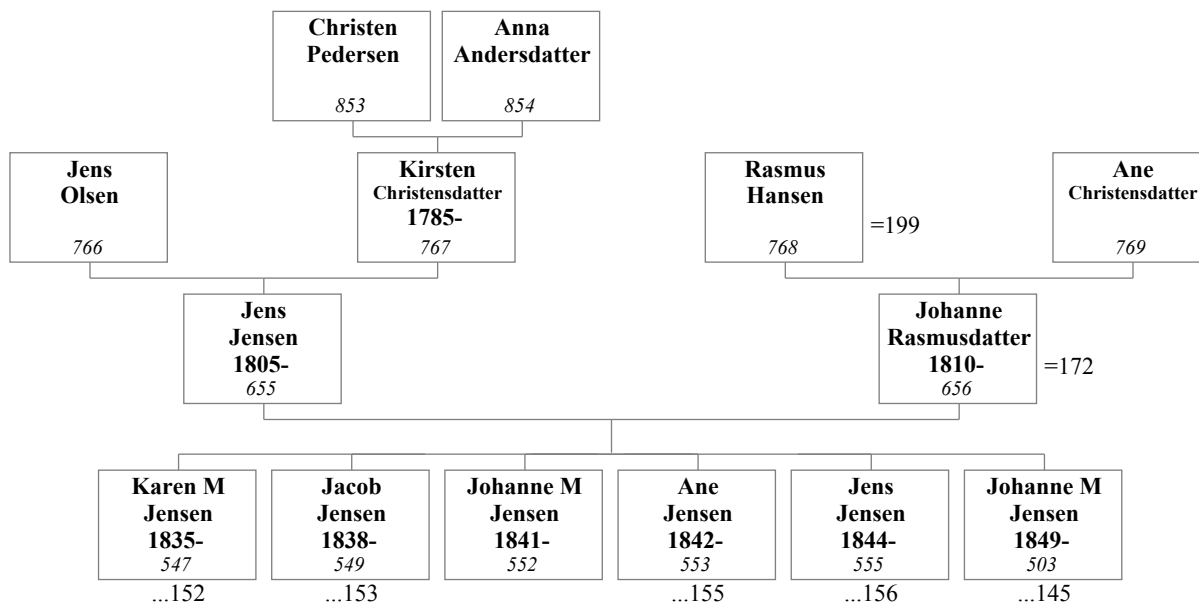 Christen
Pedersen
853
Anna
Andersdatter
854
Jens
Olsen
766
Kirsten
Christensdatter
1785-
767
Rasmus
Hansen
768
=199
Ane
Christensdatter
769
Jens
Jensen
1805-
655
Johanne
Rasmusdatter
1810-
656
=172
Karen M
Jensen
1835-
547
...152
Jacob
Jensen
1838-
549
...153
Johanne M
Jensen
1841-
552
Ane
Jensen
1842-
553
...155
Jens
Jensen
1844-
555
...156
Johanne M
Jensen
1849-
503
...145